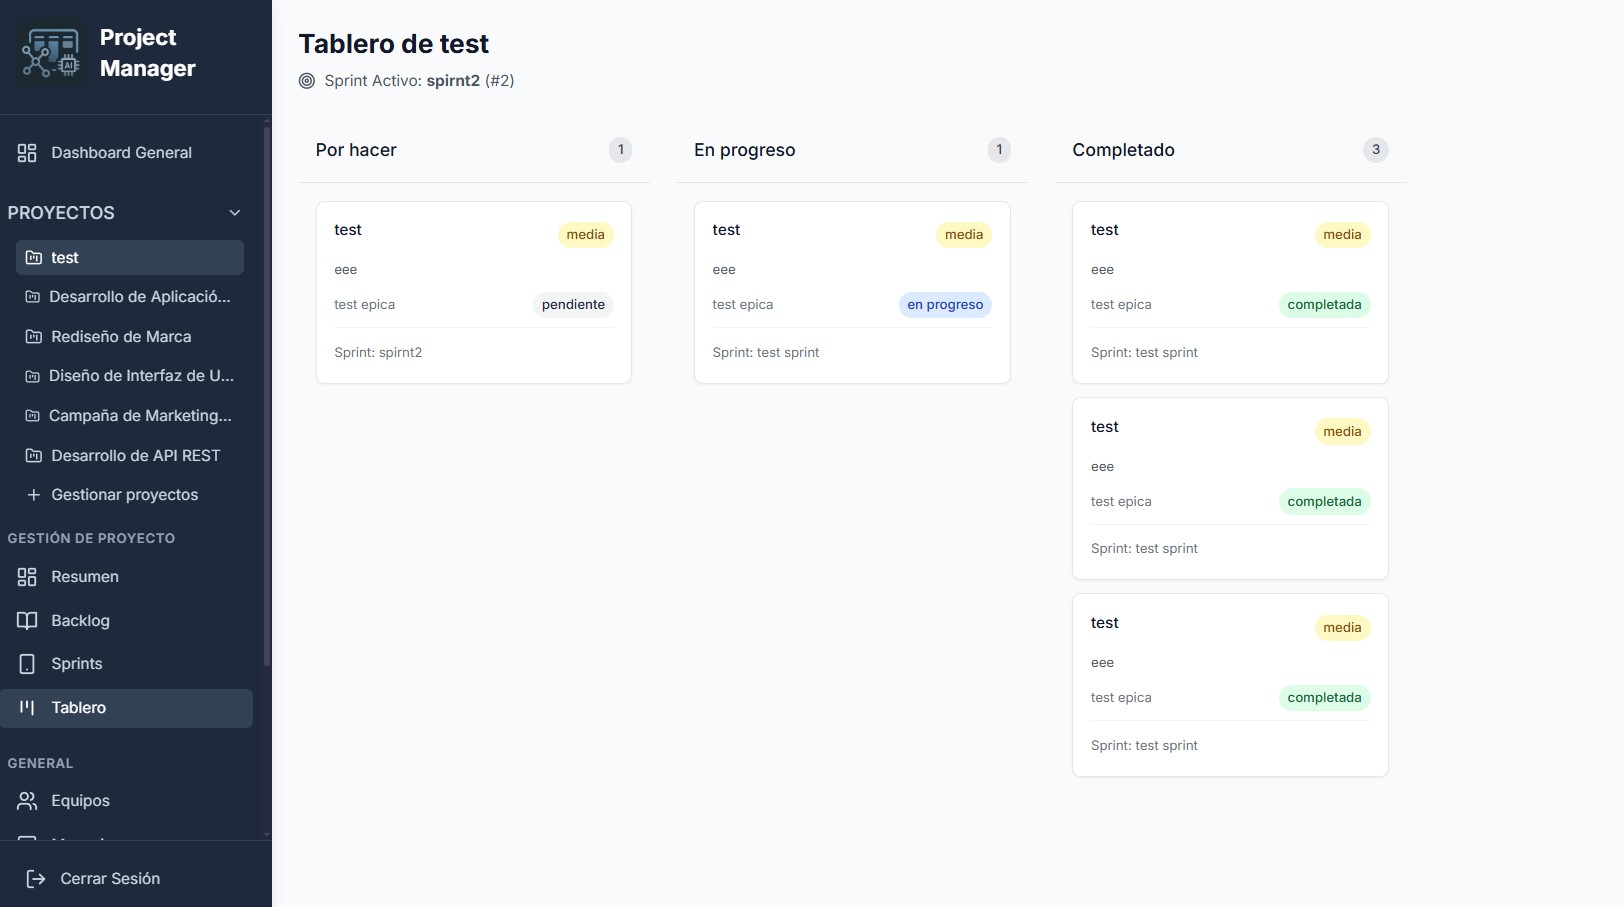 Project
Manager
AI
Dashboard General
PROYECTOS
test
Desarrollo de Aplicació...
Rediseño de Marca
Diseño de Interfaz de U...
Campaña de Marketing...
Desarrollo de API REST
Gestionar proyectos
GESTIÓN DE PROYECTO
Resumen
Backlog
Sprints
Tablero
GENERAL
Equipos
Cerrar Sesión
Tablero de test
Sprint Activo: spirnt2 (#2)
Por hacer 1
test media
eee
test epica pendiente
Sprint: spirnt2
En progreso 1
test media
eee
test epica en progreso
Sprint: test sprint
Completado 3
test media
eee
test epica completada
Sprint: test sprint
test media
eee
test epica completada
Sprint: test sprint
test media
eee
test epica completada
Sprint: test sprint